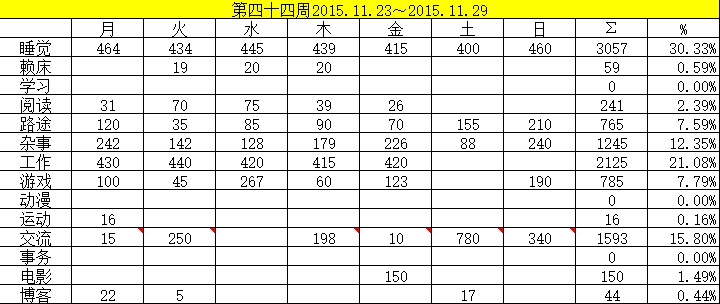 第四十四周2015.11.23～2015.11.29
月 火 水 木 金 土 日 Σ %
睡觉 464 434 445 439 415 400 460 3057 30.33%
赖床 19 20 20 59 0.59%
学习 0 0.00%
阅读 31 70 75 39 26 241 2.39%
路途 120 35 85 90 70 155 210 765 7.59%
杂事 242 142 128 179 226 88 240 1245 12.35%
工作 430 440 420 415 420 2125 21.08%
游戏 100 45 267 60 123 190 785 7.79%
动漫 0 0.00%
运动 16 16 0.16%
交流 15 250 198 10 780 340 1593 15.80%
事务 0 0.00%
电影 150 150 1.49%
博客 22 5 17 44 0.44%